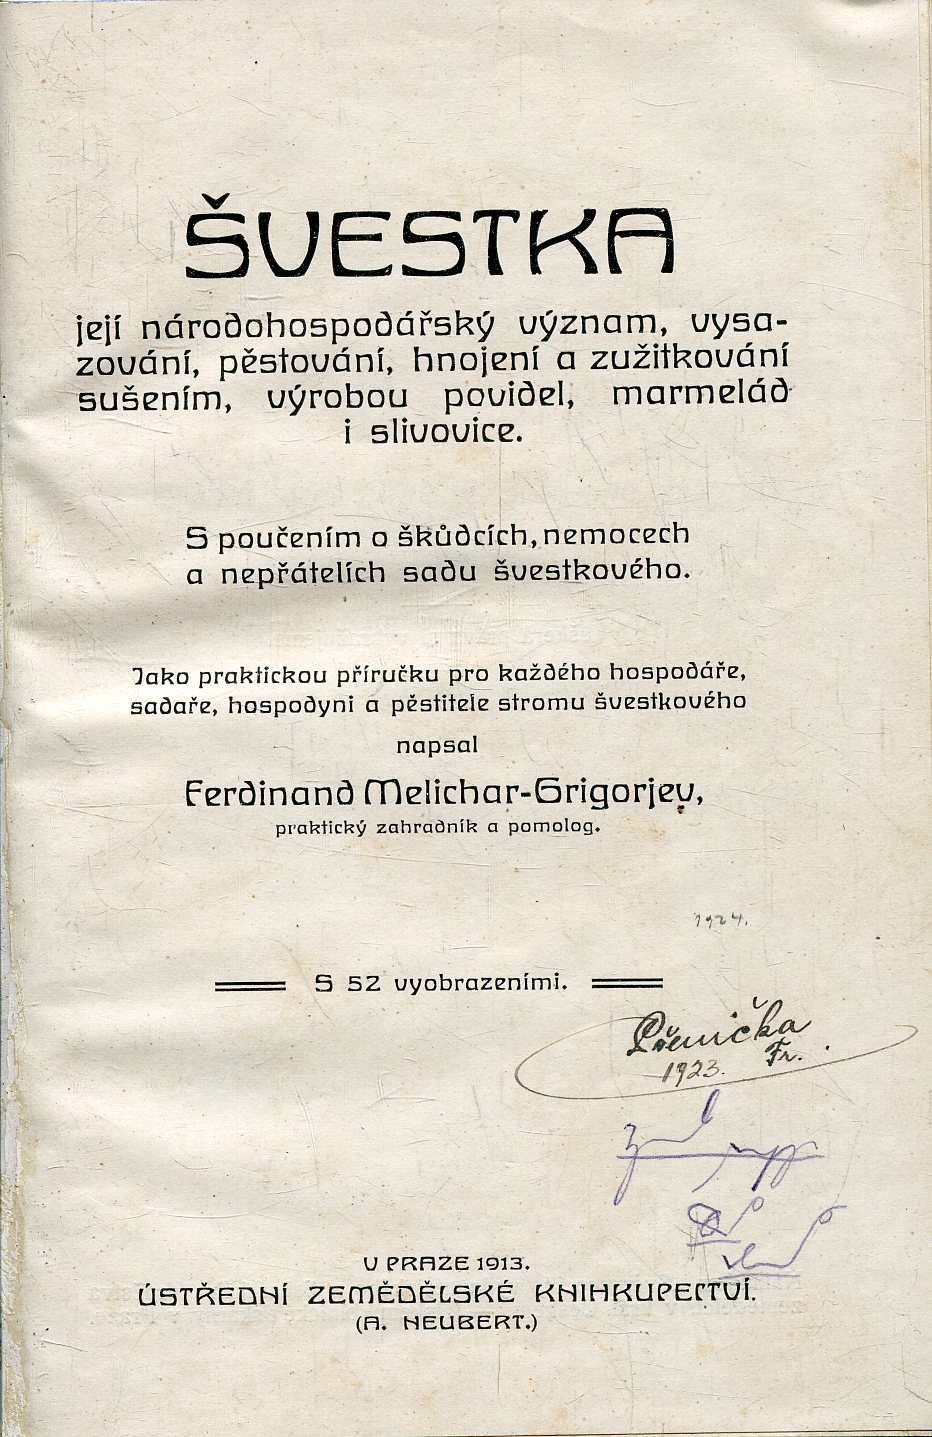 ŠVESTKA
její národohospodářský význam, vysa-
zování, pěstování, hnojení a zužitkování
sušením, výrobou povidel, marmelád
i slivovice.
S poučením o škůdcích, nemocech
a nepřátelích sadu švestkového.
Jako praktickou příručku pro každého hospodáře,
sadaře, hospodyni a pěstitele stromu švestkového
napsal
Ferdinand Melichar-Grigorjev,
praktický zahradník a pomolog.
1924.
S 52 vyobrazeními.
Pšenička
1923. Fr.
V PRAZE 1913.
ÚSTŘEDNÍ ZEMĚDĚLSKÉ KNIHKUPECTVÍ.
(A. NEUBERT.)